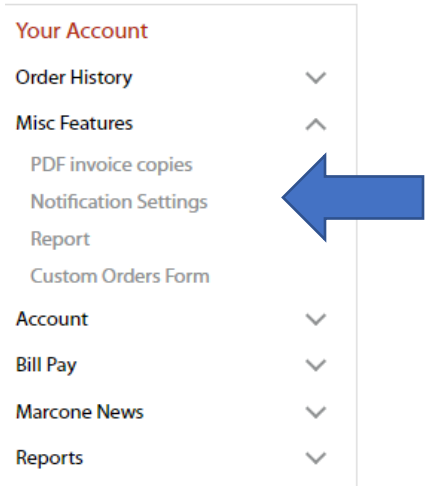 Your Account
Order History
Misc Features
PDF invoice copies
Notification Settings
Report
Custom Orders Form
Account
Bill Pay
Marcone News
Reports